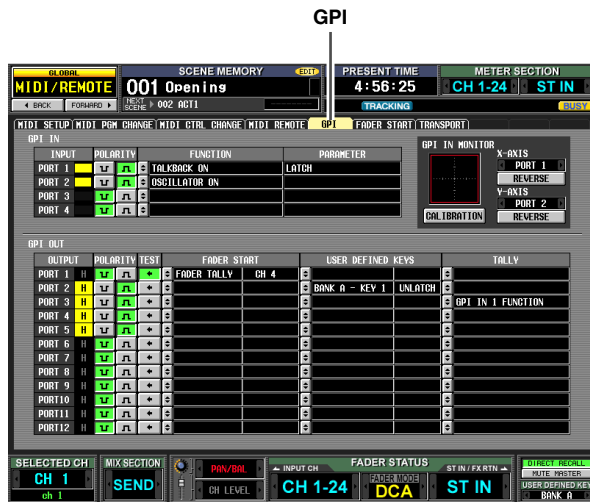 GPI
GLOBAL
MIDI/REMOTE
BACK FORWARD
SCENE MEMORY EDIT
001 Opening
NEXT SCENE 002 ACT1
PRESENT TIME
4:56:25
TRACKING
METER SECTION
CH 1-24 ST IN
BUSY
MIDI SETUP MIDI PGM CHANGE MIDI CTRL CHANGE MIDI REMOTE GPI FADER START TRANSPORT
GPI IN
INPUT POLARITY FUNCTION PARAMETER
PORT 1 TALKBACK ON LATCH
PORT 2 OSCILLATOR ON
PORT 3
PORT 4
GPI IN MONITOR
X-AXIS
PORT 1
REVERSE
Y-AXIS
PORT 2
CALIBRATION REVERSE
GPI OUT
OUTPUT POLARITY TEST FADER START USER DEFINED KEYS TALLY
PORT 1 H FADER TALLY CH 4
PORT 2 H BANK A - KEY 1 UNLATCH
PORT 3 H GPI IN 1 FUNCTION
PORT 4 H
PORT 5 H
PORT 6 H
PORT 7 H
PORT 8 H
PORT 9 H
PORT10 H
PORT11 H
PORT12 H
SELECTED CH
CH 1
ch 1
MIX SECTION
SEND
PAN/BAL
CH LEVEL
FADER STATUS
INPUT CH
CH 1-24
FADER MODE
DCA
ST IN / FX RTN
ST IN
DIRECT RECALL
MUTE MASTER
USER DEFINED KEY
BANK A